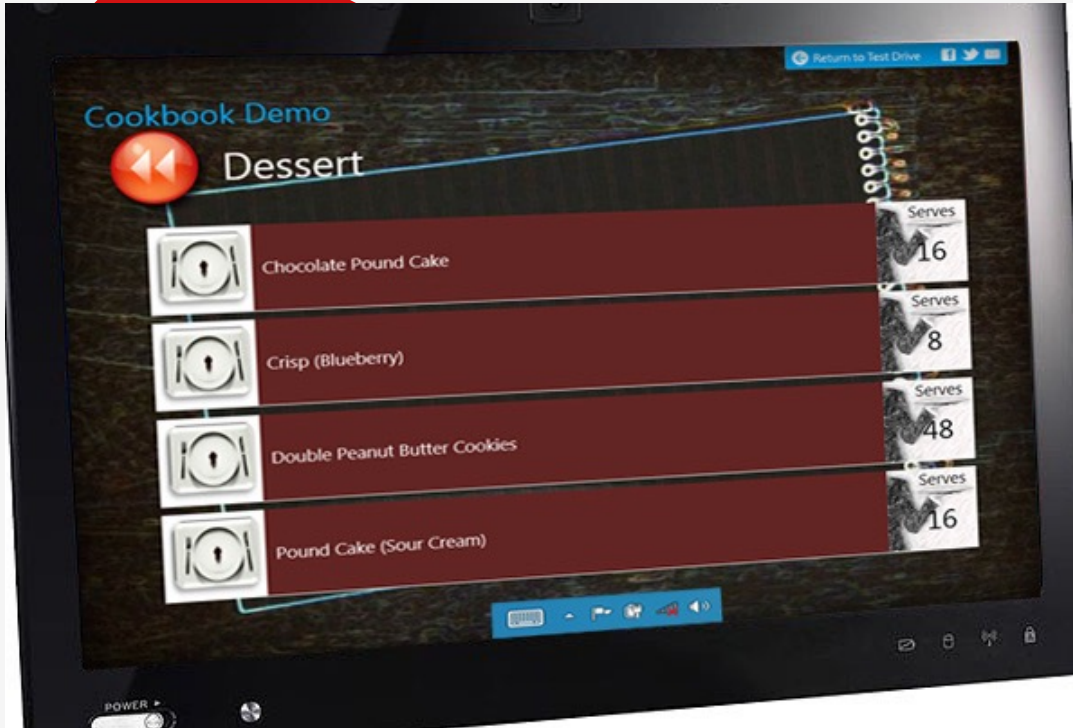 Return to Test Drive
Cookbook Demo
Dessert
Serves
Chocolate Pound Cake
16
Serves
Crisp (Blueberry)
8
Serves
Double Peanut Butter Cookies
48
Serves
Pound Cake (Sour Cream)
16
POWER